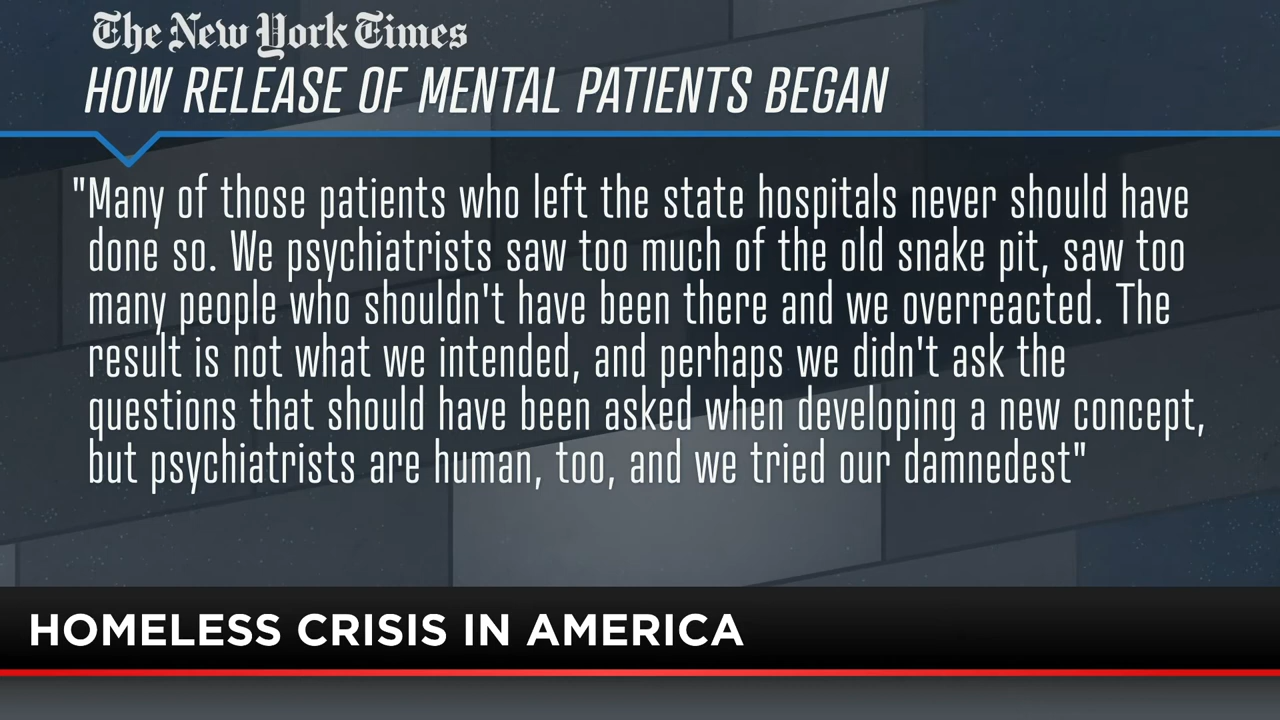 The New York Times
HOW RELEASE OF MENTAL PATIENTS BEGAN
"Many of those patients who left the state hospitals never should have
done so. We psychiatrists saw too much of the old snake pit, saw too
many people who shouldn't have been there and we overreacted. The
result is not what we intended, and perhaps we didn't ask the
questions that should have been asked when developing a new concept,
but psychiatrists are human, too, and we tried our damnedest"
HOMELESS CRISIS IN AMERICA